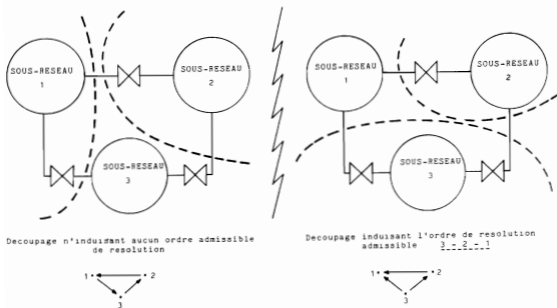 SOUS-RESEAU
1
SOUS-RESEAU
2
SOUS-RESEAU
3
Decoupage n'induisant aucun ordre admissible
de resolution
1
2
3
SOUS-RESEAU
1
SOUS-RESEAU
2
SOUS-RESEAU
3
Decoupage induisant l'ordre de resolution
admissible 3 - 2 - 1
1
2
3